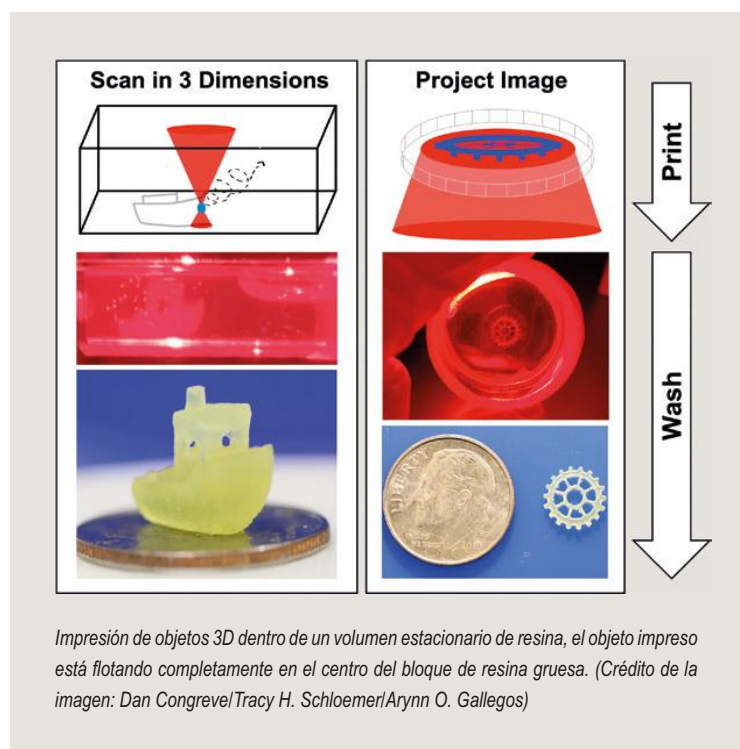 Scan in 3 Dimensions
Project Image
Print
Wash
LIBERTY
Impresión de objetos 3D dentro de un volumen estacionario de resina, el objeto impreso
está flotando completamente en el centro del bloque de resina gruesa. (Crédito de la
imagen: Dan Congreve/Tracy H. Schloemer/Arynn O. Gallegos)